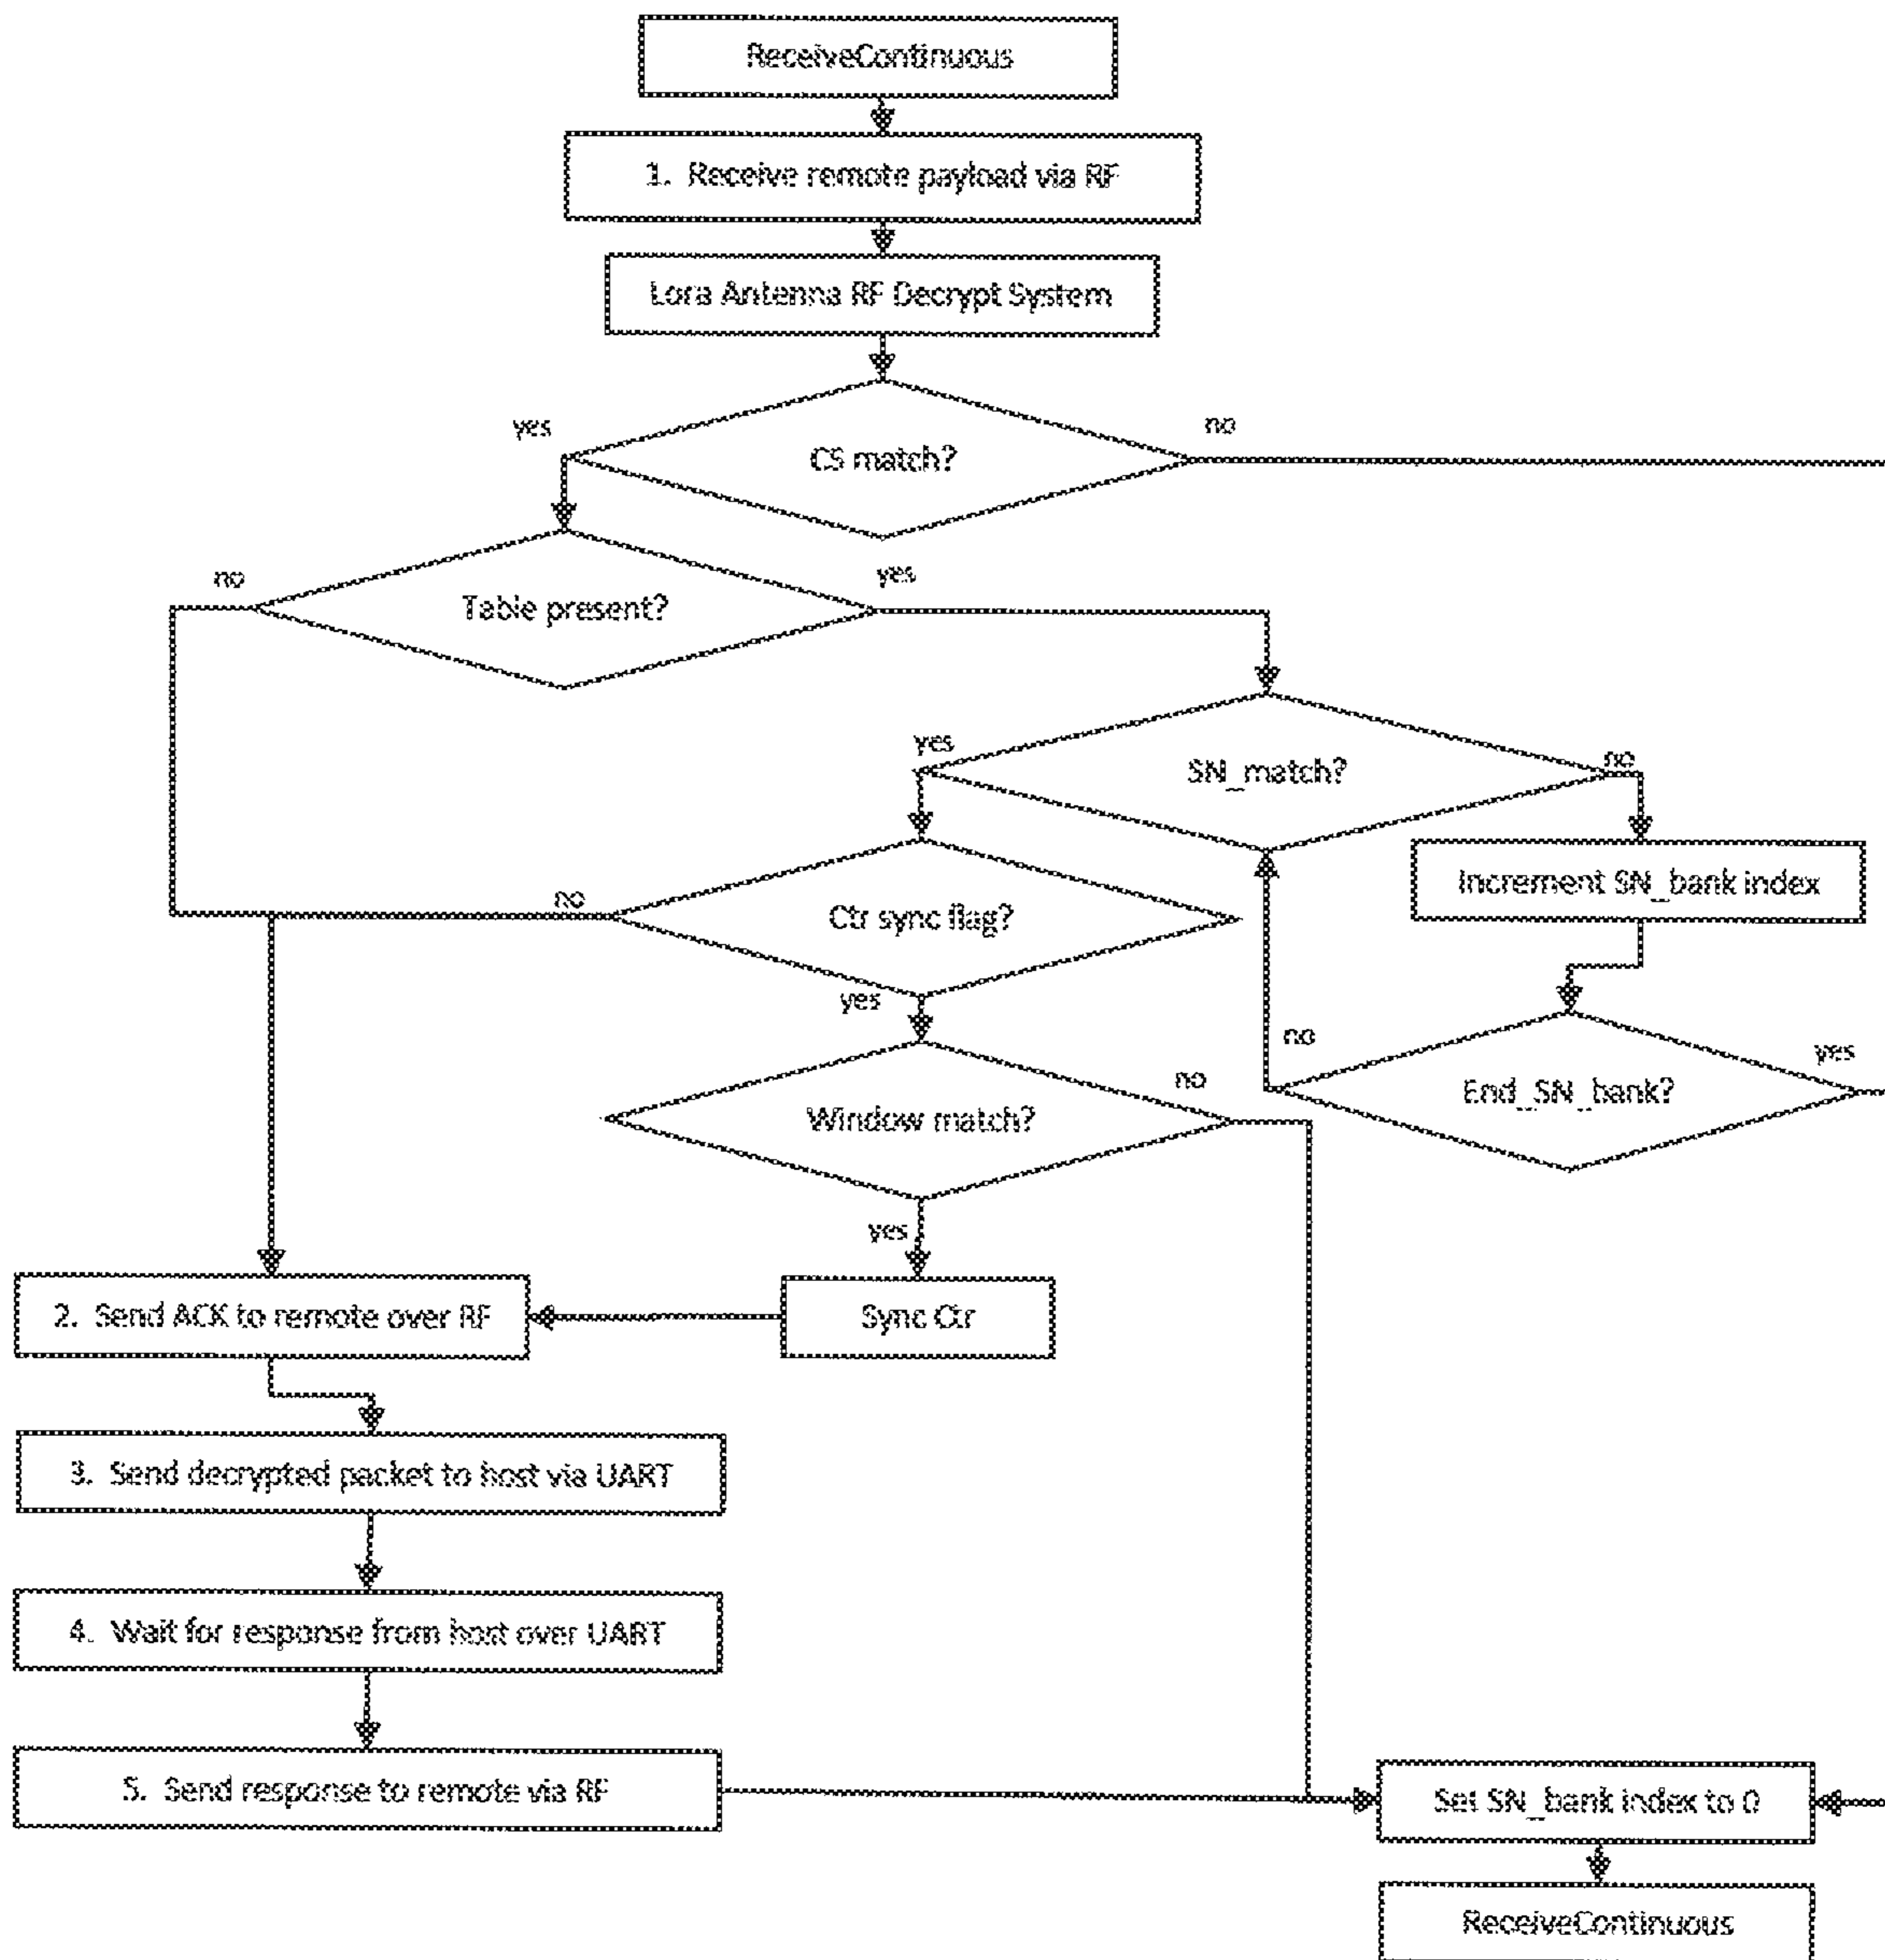 ReceiveContinuous
1. Receive remote payload via RF
Lora Antenna RF Decrypt System
yes
no
CS match?
no
yes
Table present?
yes
no
SN_match?
Increment SN_bank index
no
Ctr sync flag?
yes
no
yes
no
End_SN_bank?
Window match?
yes
2. Send ACK to remote over RF
Sync Ctr
3. Send decrypted packet to host via UART
4. Wait for response from host over UART
5. Send response to remote via RF
Set SN_bank index to 0
ReceiveContinuous